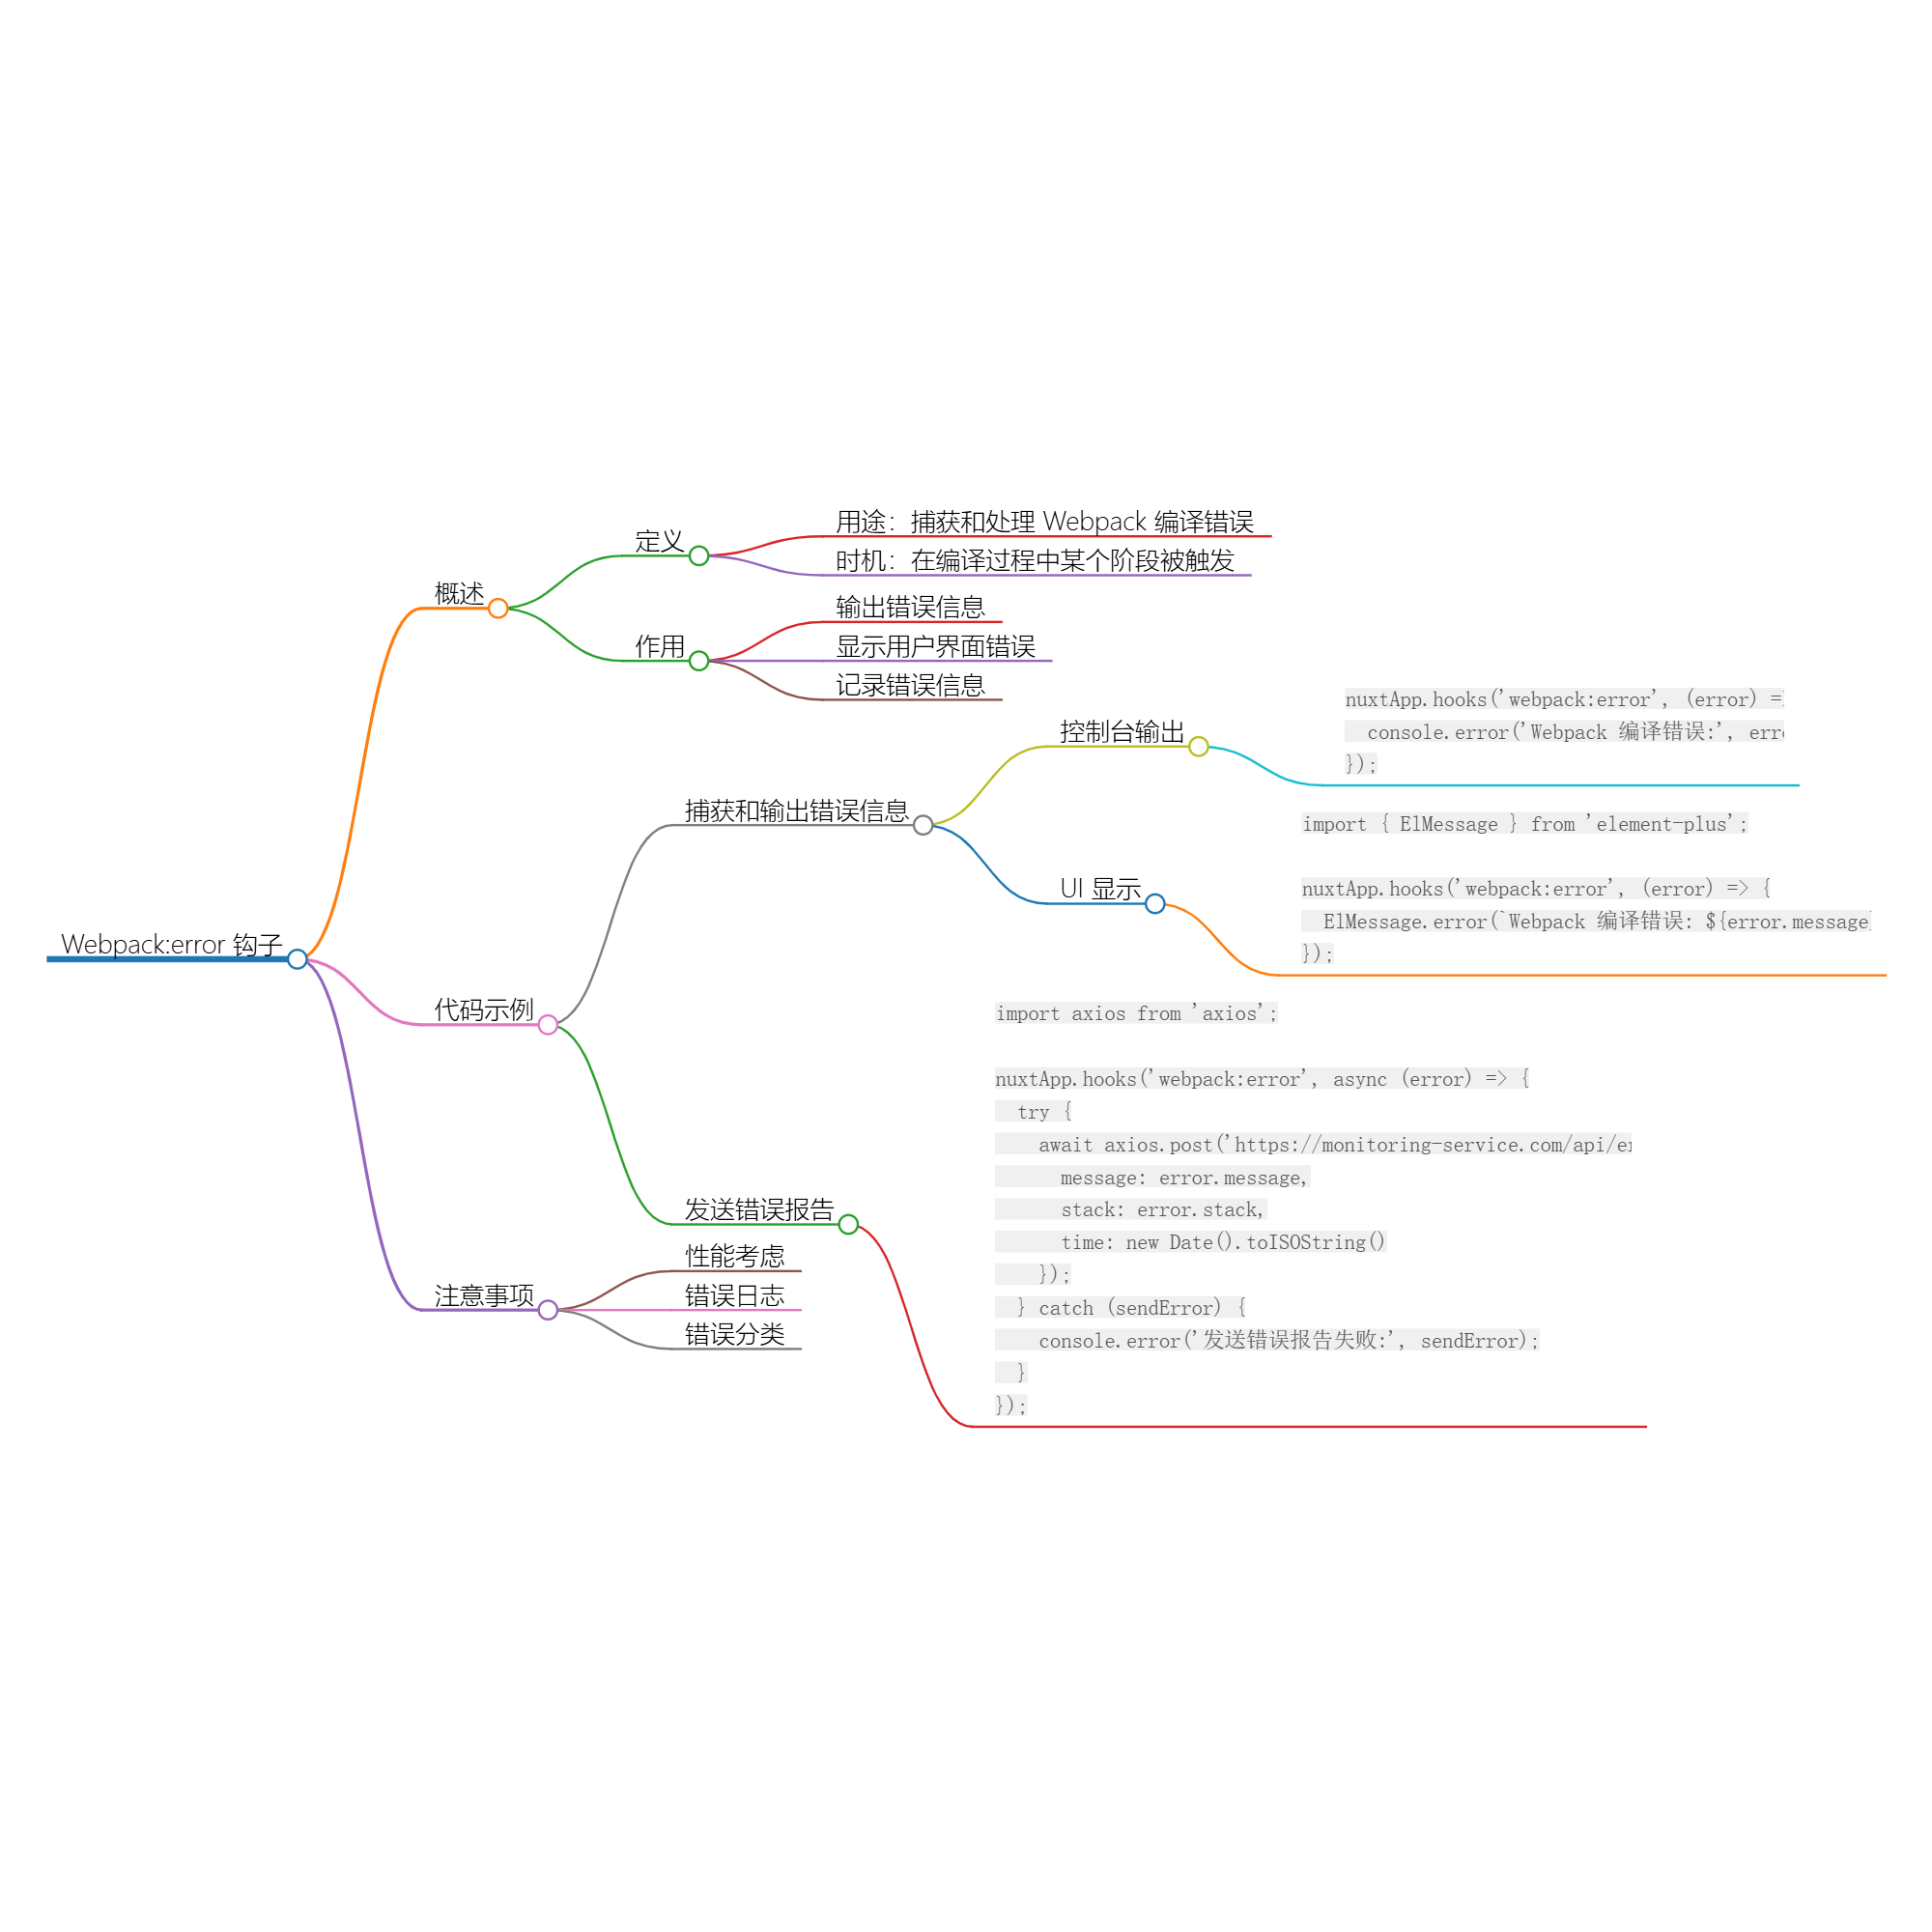 Webpack:error 钩子
概述
定义
用途：捕获和处理 Webpack 编译错误
时机：在编译过程中某个阶段被触发
作用
输出错误信息
显示用户界面错误
记录错误信息
代码示例
捕获和输出错误信息
控制台输出
nuxtApp.hooks('webpack:error', (error) =
  console.error('Webpack 编译错误:',
});
UI 显示
import { ElMessage } from 'element-plus';
nuxtApp.hooks('webpack:error', (error) => {
  ElMessage.error(`Webpack 编译错误: ${error.message
});
发送错误报告
import axios from 'axios';
nuxtApp.hooks('webpack:error', async (error) => {
  try {
    await axios.post('https://monitoring-service.com/api/
      message: error.message,
      stack: error.stack,
      time: new Date().toISOString()
    });
  } catch (sendError) {
    console.error('发送错误报告失败:', sendError);
  }
});
注意事项
性能考虑
错误日志
错误分类